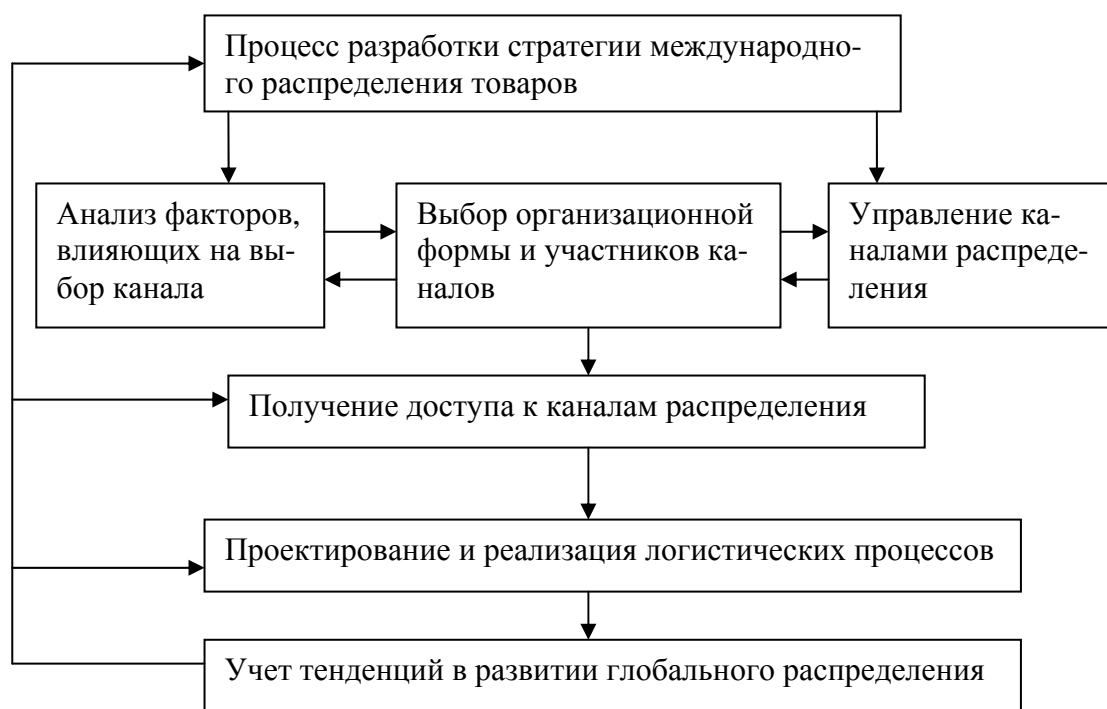 Процесс разработки стратегии международно-
го распределения товаров
Анализ факторов,
влияющих на вы-
бор канала
Выбор организационной
формы и участников ка-
налов
Управление ка-
налами распреде-
ления
Получение доступа к каналам распределения
Проектирование и реализация логистических процессов
Учет тенденций в развитии глобального распределения